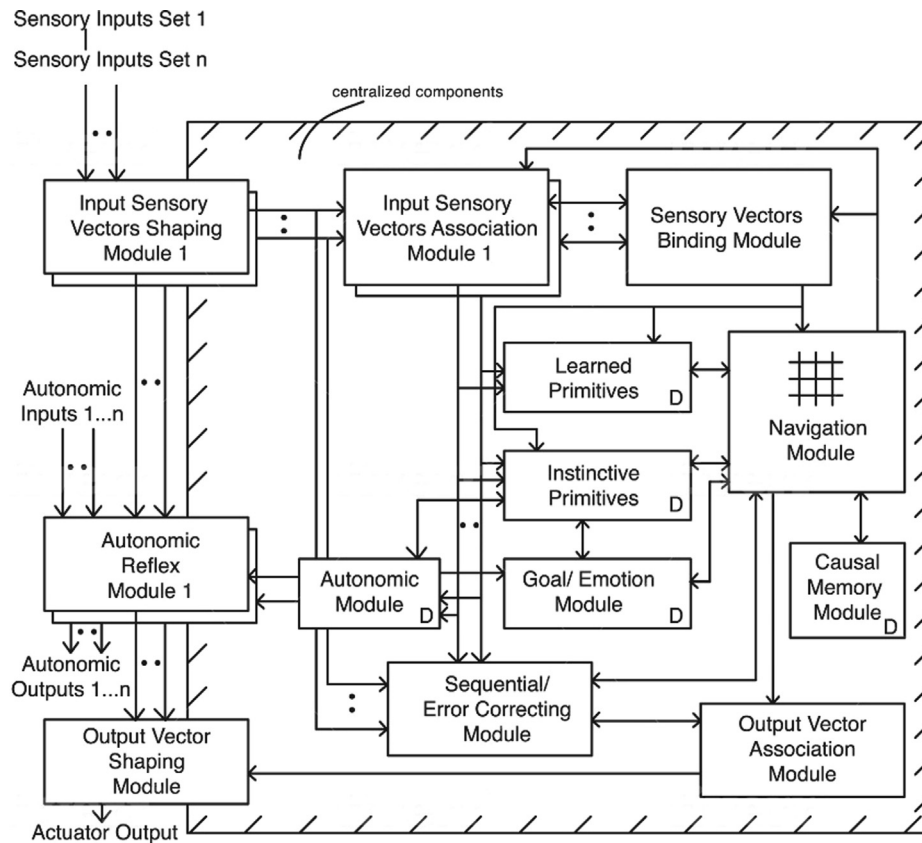 Sensory Inputs Set 1
Sensory Inputs Set n
centralized components
Input Sensory
Vectors Shaping
Module 1
Input Sensory
Vectors Association
Module 1
Sensory Vectors
Binding Module
Learned
Primitives
D
Navigation
Module
Autonomic
Inputs 1...n
Instinctive
Primitives
D
Autonomic
Reflex
Module 1
Autonomic
Module
D
Goal/ Emotion
Module
D
Causal
Memory
Module
D
Autonomic
Outputs 1...n
Sequential/
Error Correcting
Module
Output Vector
Shaping
Module
Output Vector
Association
Module
Actuator Output